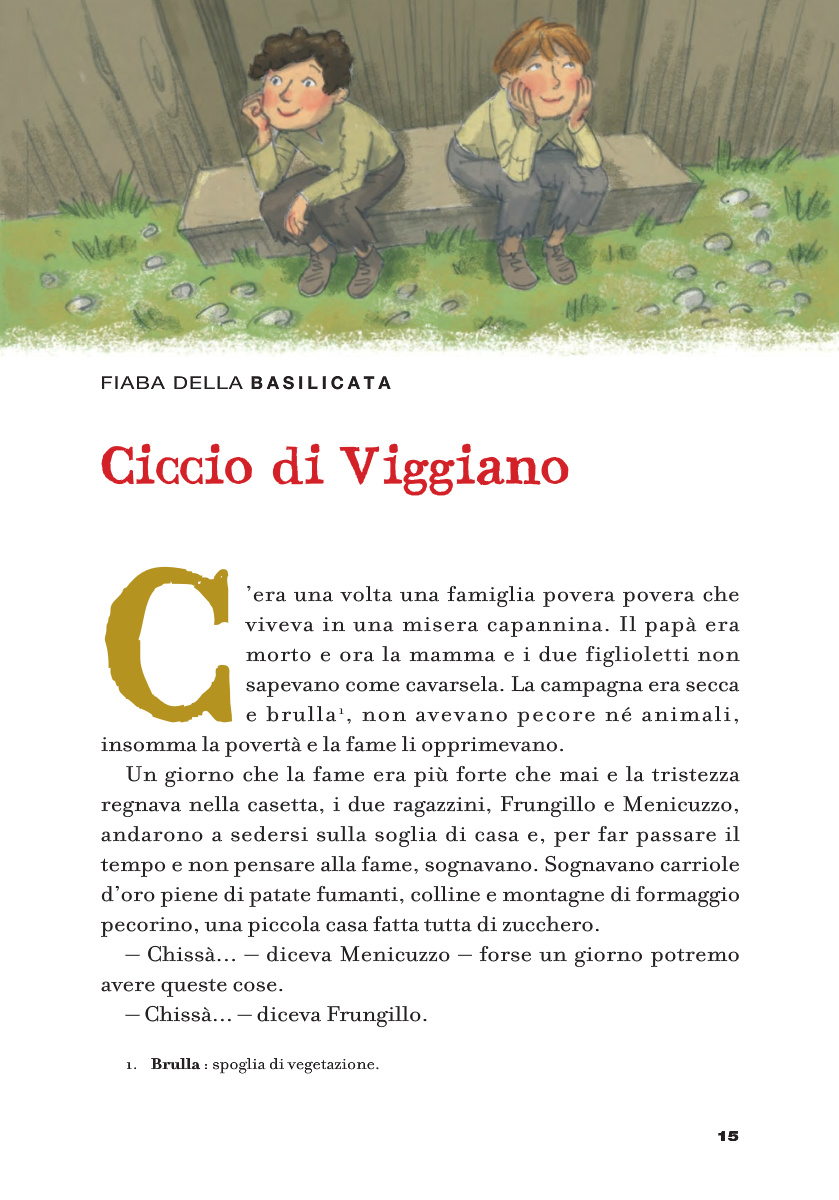 FIABA DELLA BASILICATA
Ciccio di Viggiano
C’era una volta una famiglia povera povera che
viveva in una misera capannina. Il papà era
morto e ora la mamma e i due figlioletti non
sapevano come cavarsela. La campagna era secca
e brulla¹, non avevano pecore né animali,
insomma la povertà e la fame li opprimevano.
Un giorno che la fame era più forte che mai e la tristezza
regnava nella casetta, i due ragazzini, Frungillo e Menicuzzo,
andarono a sedersi sulla soglia di casa e, per far passare il
tempo e non pensare alla fame, sognavano. Sognavano carriole
d’oro piene di patate fumanti, colline e montagne di formaggio
pecorino, una piccola casa fatta tutta di zucchero.
– Chissà... – diceva Menicuzzo – forse un giorno potremo
avere queste cose.
– Chissà... – diceva Frungillo.
1. Brulla : spoglia di vegetazione.
15